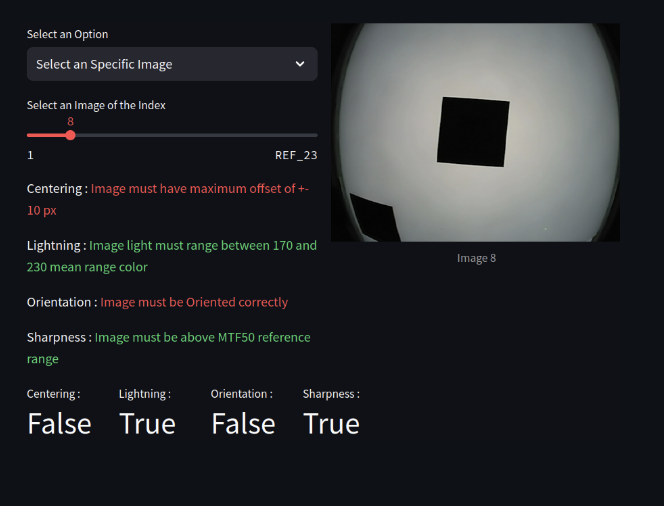 Select an Option
Select an Specific Image
Select an Image of the Index
8
1 REF_23
Centering : Image must have maximum offset of +-
10 px
Lightning : Image light must range between 170 and
230 mean range color
Orientation : Image must be Oriented correctly
Sharpness : Image must be above MTF50 reference
range
Centering : Lightning : Orientation : Sharpness :
False True False True
Image 8